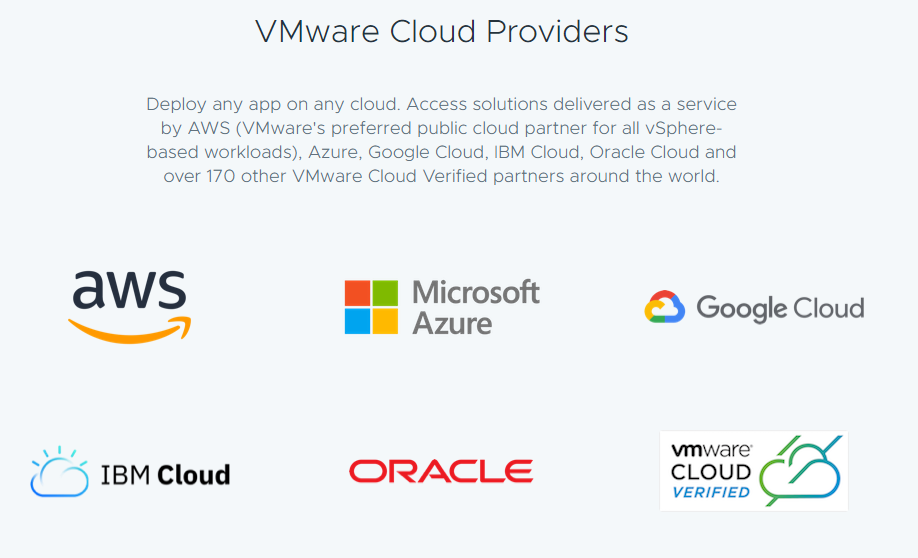 VMware Cloud Providers
Deploy any app on any cloud. Access solutions delivered as a service
by AWS (VMware's preferred public cloud partner for all vSphere-
based workloads), Azure, Google Cloud, IBM Cloud, Oracle Cloud and
over 170 other VMware Cloud Verified partners around the world.
aws
Microsoft
Azure
Google Cloud
IBM Cloud
ORACLE
vmware®
CLOUD
VERIFIED